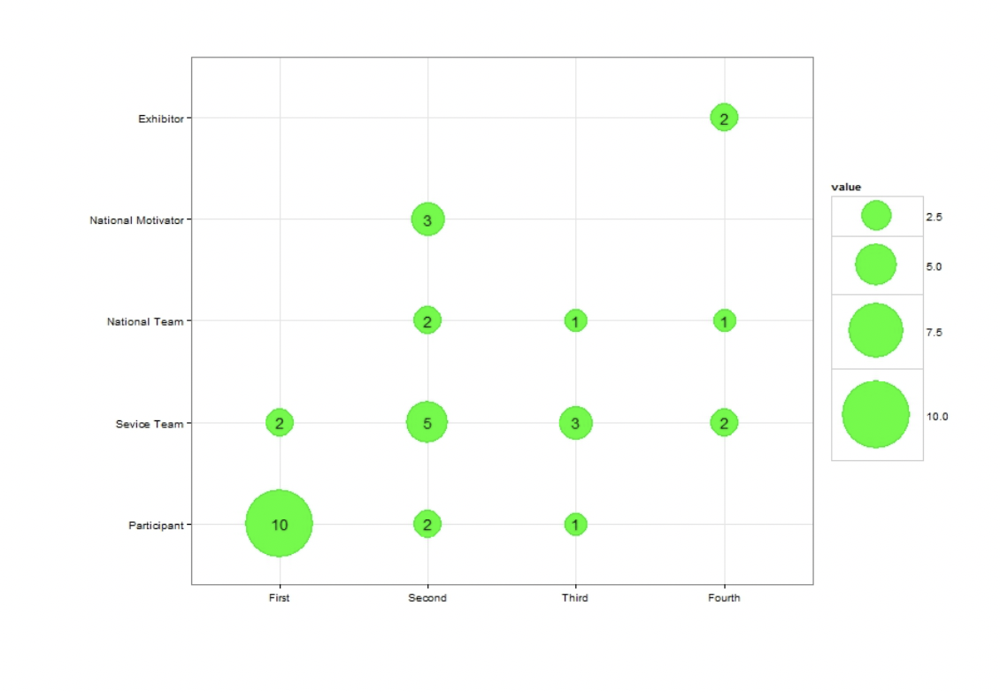 Exhibitor 2
value
2.5
National Motivator 3
5.0
National Team 2 1 1
7.5
10.0
Sevice Team 2 5 3 2
Participant 10 2 1
First Second Third Fourth